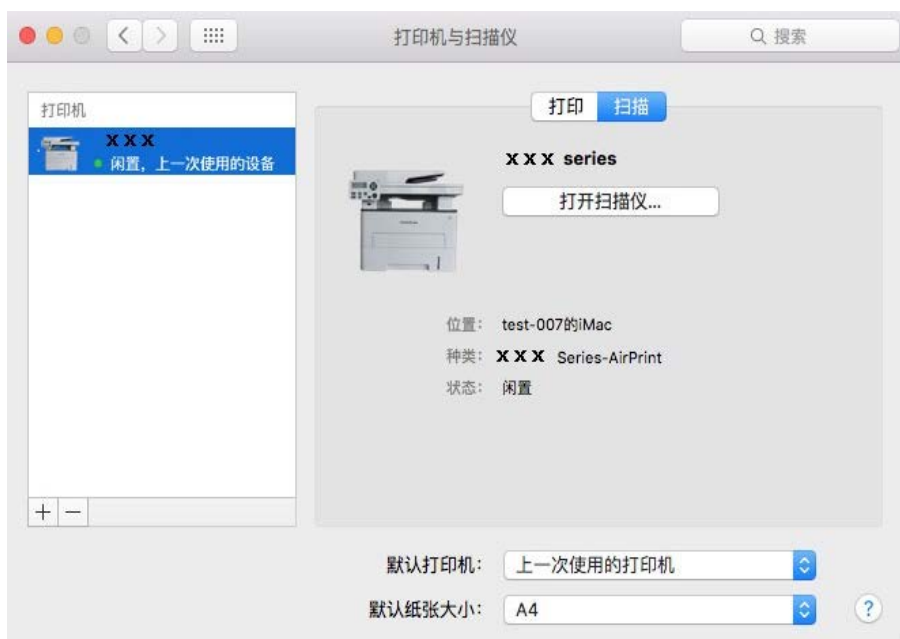 打印机与扫描仪
搜索
打印机
X X X
闲置，上一次使用的设备
打印
扫描
X X X series
打开扫描仪...
位置： test-007的iMac
种类： X X X Series-AirPrint
状态： 闲置
+ −
默认打印机： 上一次使用的打印机
默认纸张大小： A4
?